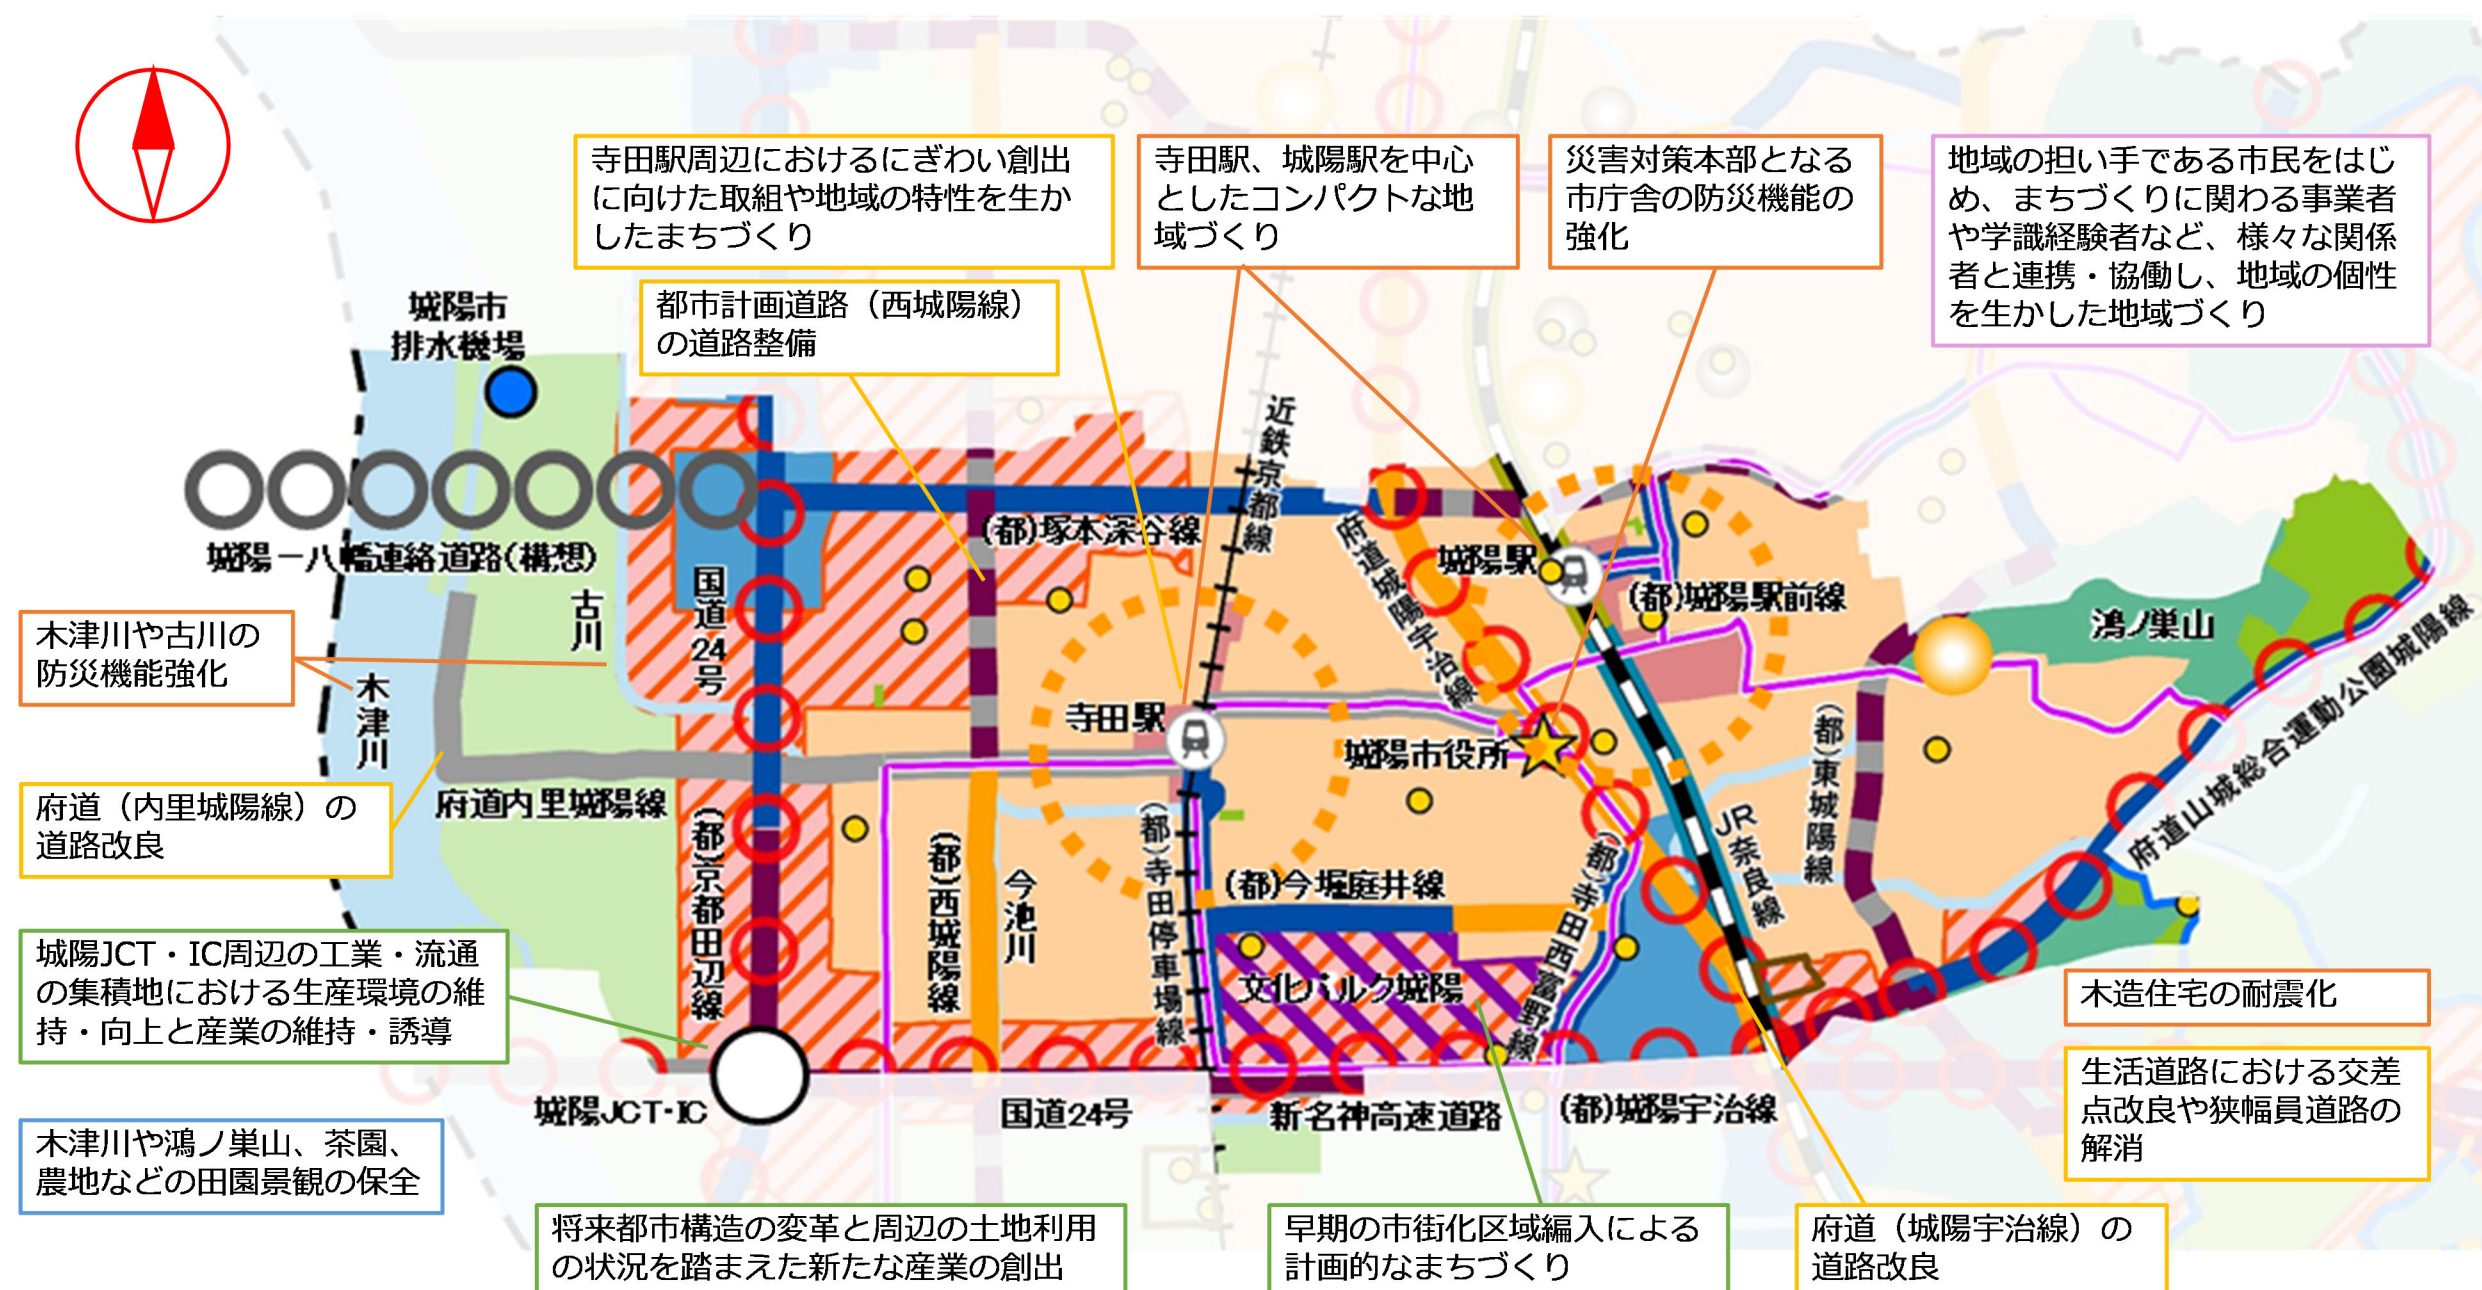 寺田駅周辺におけるにぎわい創出
に向けた取組や地域の特性を生か
したまちづくり
寺田駅、城陽駅を中心
としたコンパクトな地
域づくり
災害対策本部となる
市庁舎の防災機能の
強化
地域の担い手である市民をはじ
め、まちづくりに関わる事業者
や学識経験者など、様々な関係
者と連携・協働し、地域の個性
を生かした地域づくり
都市計画道路（西城陽線）
の道路整備
城陽市
排水機場
近鉄京都線
(都)塚本深谷線
府道城陽宇治線
城陽駅
城陽ー八幡連絡道路(構想)
国道24号
古川
(都)城陽駅前線
鴻ノ巣山
木津川や古川の
防災機能強化
木津川
寺田駅
城陽市役所
(都)東城陽線
府道山城総合運動公園城陽線
府道（内里城陽線）の
道路改良
府道内里城陽線
(都)京都田辺線
(都)西城陽線
今池川
(都)寺田停車場線
(都)今堀庭井線
(都)寺田西富野線
JR奈良線
城陽JCT・IC周辺の工業・流通
の集積地における生産環境の維
持・向上と産業の維持・誘導
文化パルク城陽
木造住宅の耐震化
生活道路における交差
点改良や狭幅員道路の
解消
城陽JCT・IC
国道24号
新名神高速道路
(都)城陽宇治線
木津川や鴻ノ巣山、茶園、
農地などの田園景観の保全
将来都市構造の変革と周辺の土地利用
の状況を踏まえた新たな産業の創出
早期の市街化区域編入による
計画的なまちづくり
府道（城陽宇治線）の
道路改良